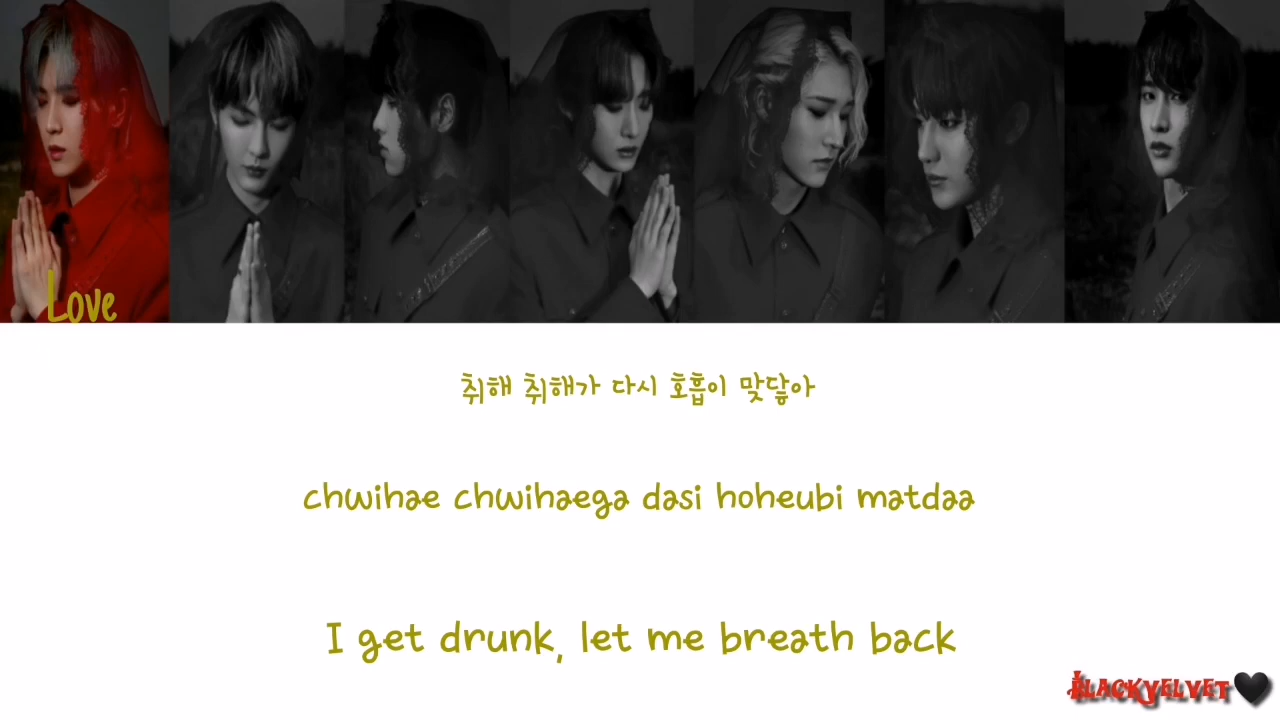 Love
취해 취해가 다시 호흡이 맞닿아
chwihae chwihaega dasi hoheubi matdaa
I get drunk, let me breath back
BLACKVELVET🖤